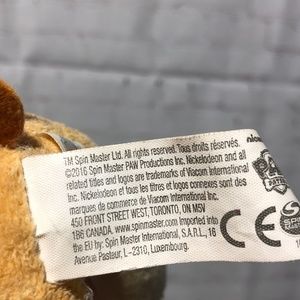 TM Spin Master Ltd. All rights reserved. Tous droits réservés.
©2016 Spin Master PAW Productions Inc. Nickelodeon and all
related titles and logos are trademarks of Viacom International
Inc. Nickelodeon et tous les titres et logos connexes sont des
marques de commerce de Viacom International Inc.
450 FRONT STREET WEST, TORONTO, ON M5V
1B6 CANADA www.spinmaster.com Imported into
the EU by: Spin Master International, S.A.R.L., 16
Avenue Pasteur, L-2310, Luxembourg.
CE